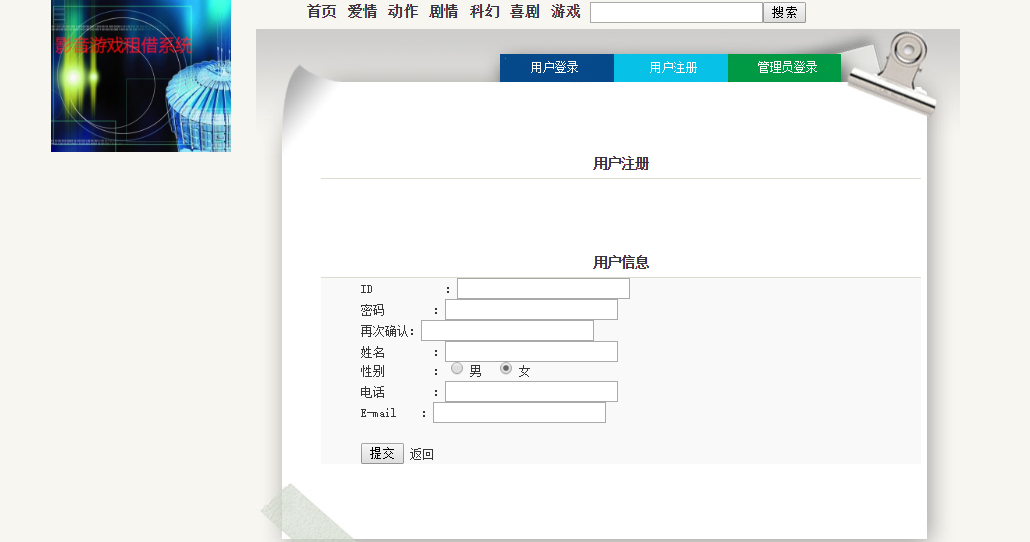 首页 爱情 动作 剧情 科幻 喜剧 游戏 搜索
影音游戏租借系统
用户登录 用户注册 管理员登录
用户注册
用户信息
ID :
密码 :
再次确认:
姓名 :
性别 : 男 女
电话 :
E-mail :
提交 返回